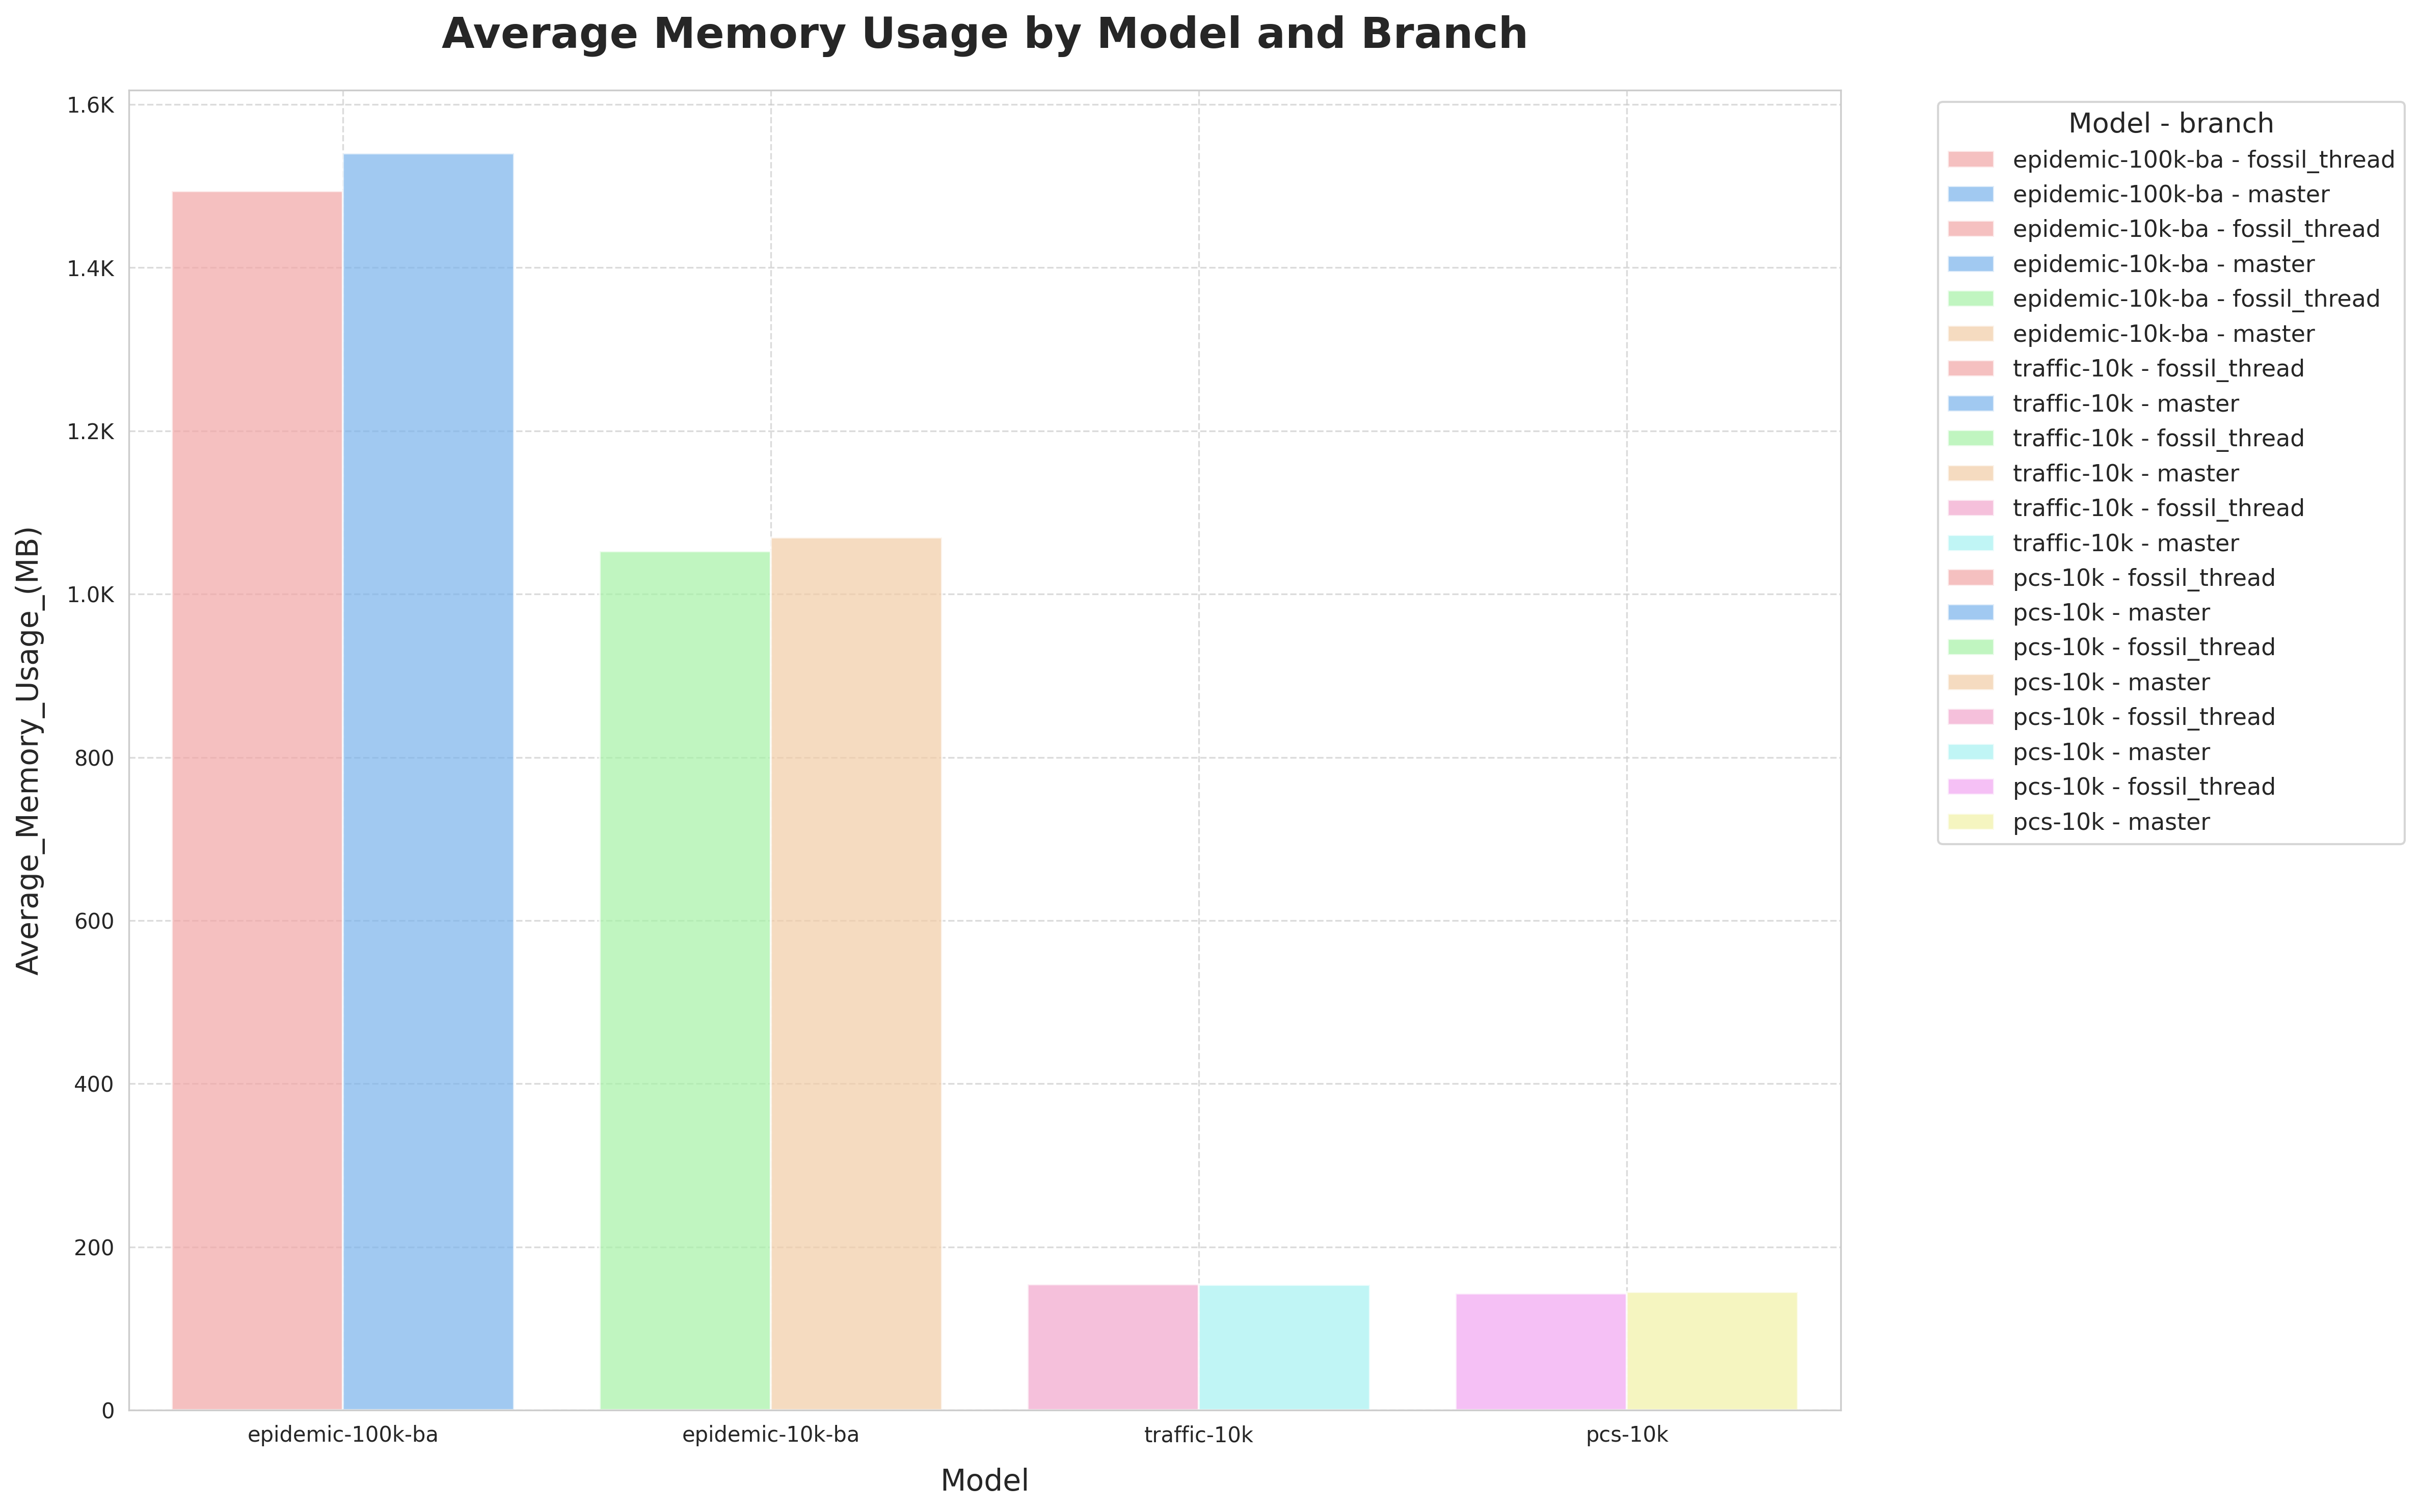 Average Memory Usage by Model and Branch
1.6K
1.4K
1.2K
1.0K
800
600
400
200
0
Average_Memory_Usage_(MB)
epidemic-100k-ba
epidemic-10k-ba
traffic-10k
pcs-10k
Model
Model - branch
epidemic-100k-ba - fossil_thread
epidemic-100k-ba - master
epidemic-10k-ba - fossil_thread
epidemic-10k-ba - master
epidemic-10k-ba - fossil_thread
epidemic-10k-ba - master
traffic-10k - fossil_thread
traffic-10k - master
traffic-10k - fossil_thread
traffic-10k - master
traffic-10k - fossil_thread
traffic-10k - master
pcs-10k - fossil_thread
pcs-10k - master
pcs-10k - fossil_thread
pcs-10k - master
pcs-10k - fossil_thread
pcs-10k - master
pcs-10k - fossil_thread
pcs-10k - master